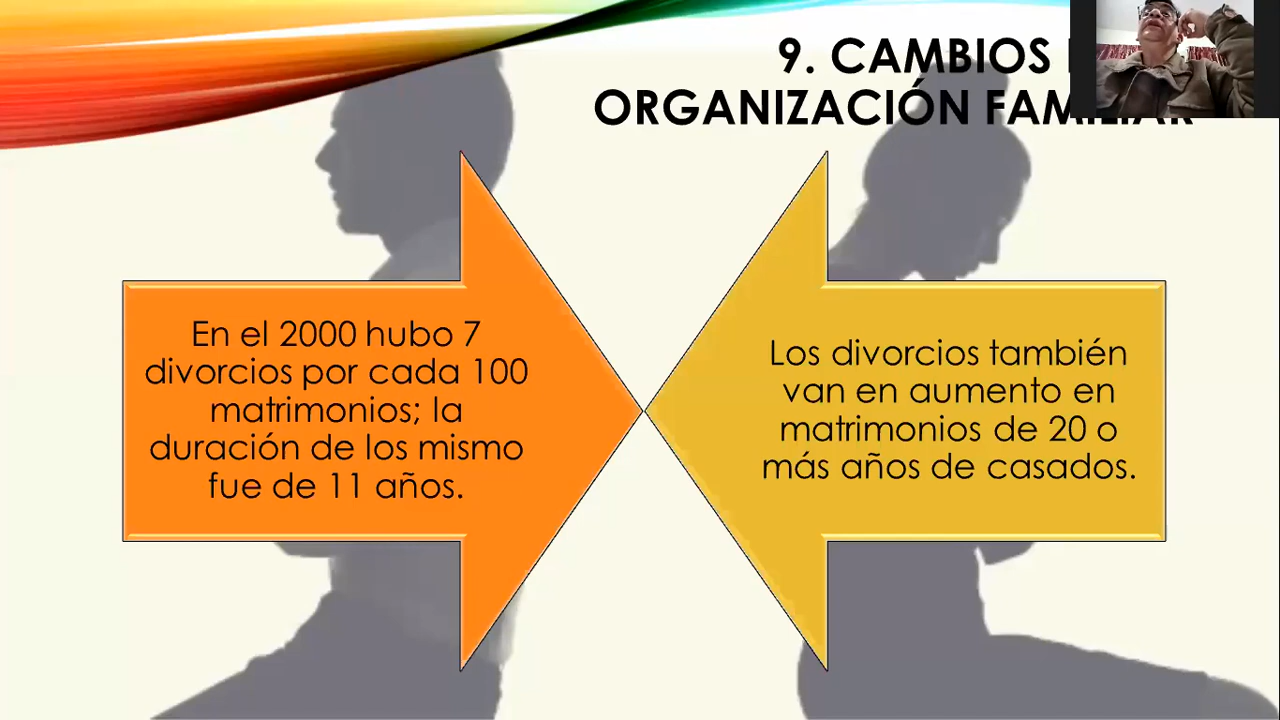 9. CAMBIOS
ORGANIZACIÓN FAMILIAR
En el 2000 hubo 7
divorcios por cada 100
matrimonios; la
duración de los mismo
fue de 11 años.
Los divorcios también
van en aumento en
matrimonios de 20 o
más años de casados.